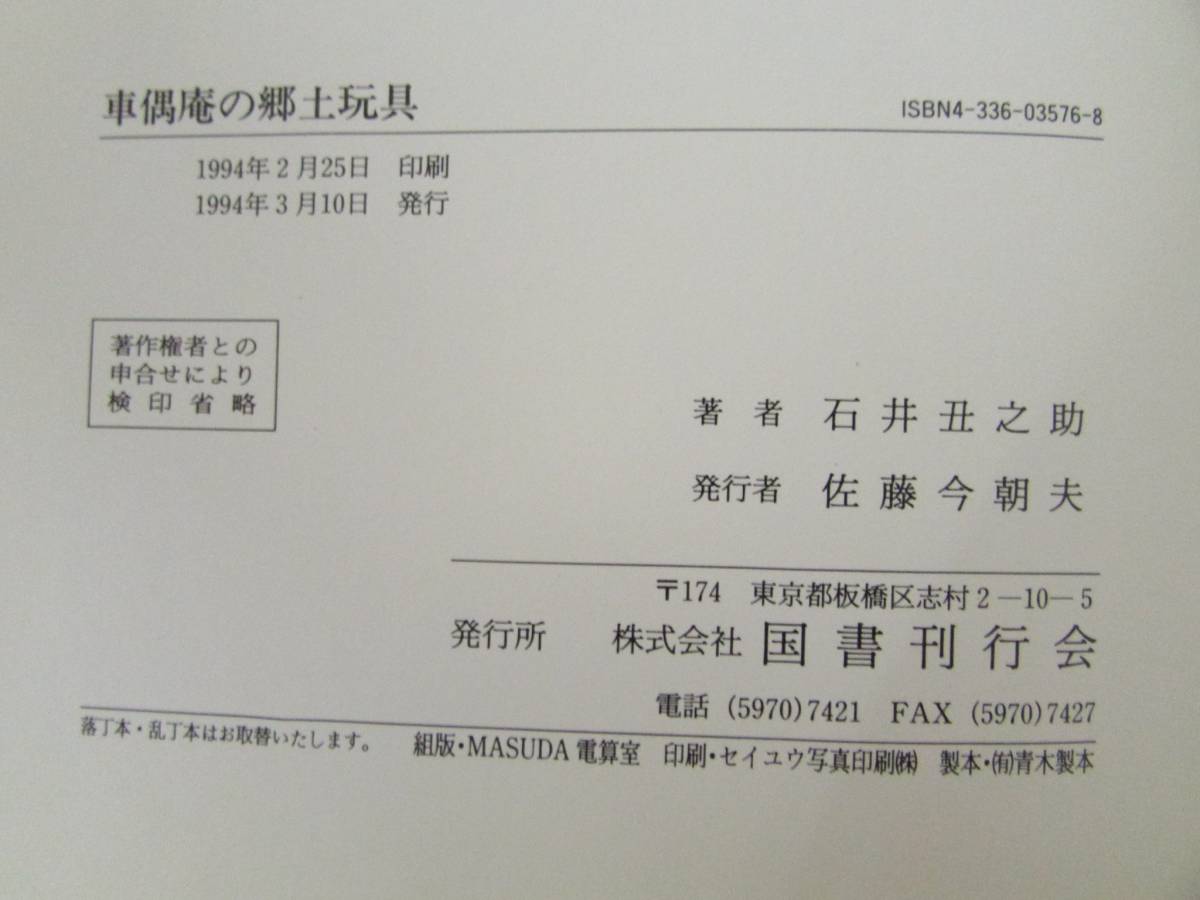 車偶庵の郷土玩具 ISBN4-336-03576-8
1994年2月25日 印刷
1994年3月10日 発行
著作権者との
申合せにより
検印省略
著者 石井丑之助
発行者 佐藤今朝夫
〒174 東京都板橋区志村2-10-5
発行所 株式会社 国書刊行会
電話 (5970)7421 FAX (5970)7427
落丁本・乱丁本はお取替いたします。 組版・MASUDA電算室 印刷・セイユウ写真印刷㈱ 製本・㈲青木製本